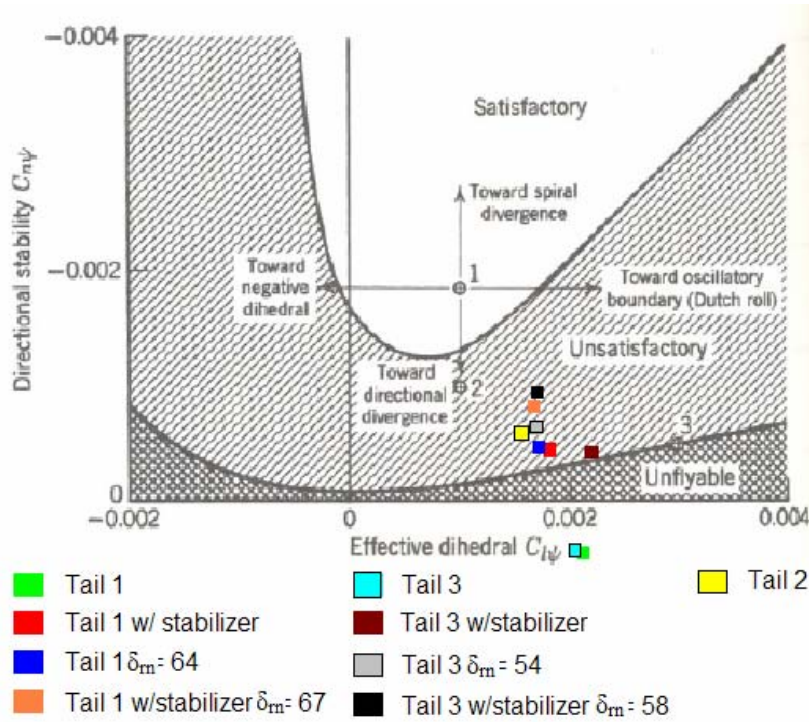 −0.004
Satisfactory
Toward spiral
divergence
Directional stability Cnψ
−0.002
Toward
negative
dihedral
1
Toward oscillatory
boundary (Dutch roll)
Unsatisfactory
Toward
directional
divergence
2
3
Unflyable
0
−0.002
0
0.002
0.004
Effective dihedral Clψ
Tail 1
Tail 3
Tail 2
Tail 1 w/ stabilizer
Tail 3 w/stabilizer
Tail 1 δrn= 64
Tail 3 δrn= 54
Tail 1 w/stabilizer δrn= 67
Tail 3 w/stabilizer δrn= 58